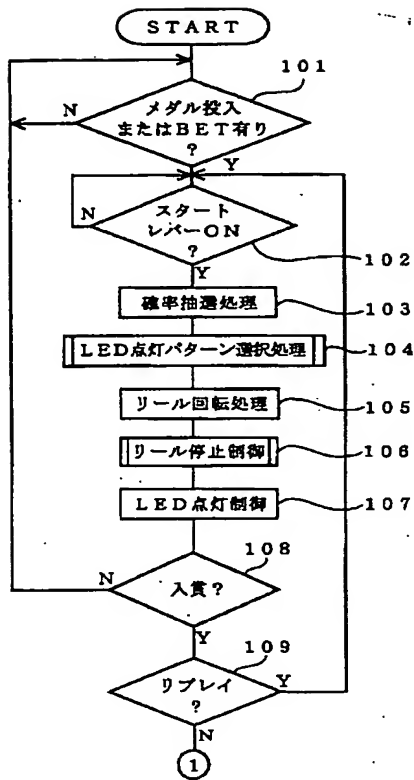 START
101
メダル投入
またはBET有り
?
N
Y
スタート
レバーON
?
N
102
Y
確率抽選処理
103
LED点灯パターン選択処理
104
リール回転処理
105
リール停止制御
106
LED点灯制御
107
108
入賞?
N
Y
109
リプレイ
?
Y
N
1